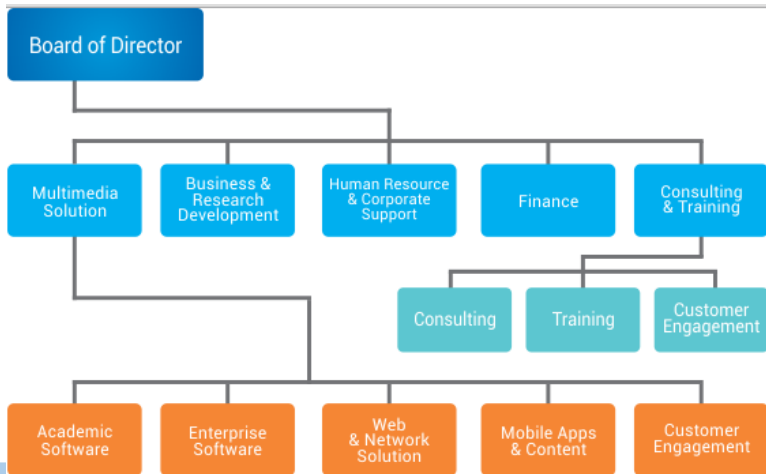 Board of Director
Multimedia
Solution
Business &
Research
Development
Human Resource
& Corporate
Support
Finance
Consulting
& Training
Consulting
Training
Customer
Engagement
Academic
Software
Enterprise
Software
Web
& Network
Solution
Mobile Apps
& Content
Customer
Engagement